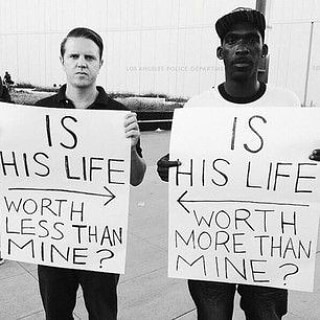 LOS ANGELES POLICE DEPARTMENT
IS
HIS LIFE
WORTH
LESS THAN
MINE?
IS
HIS LIFE
WORTH
MORE THAN
MINE?